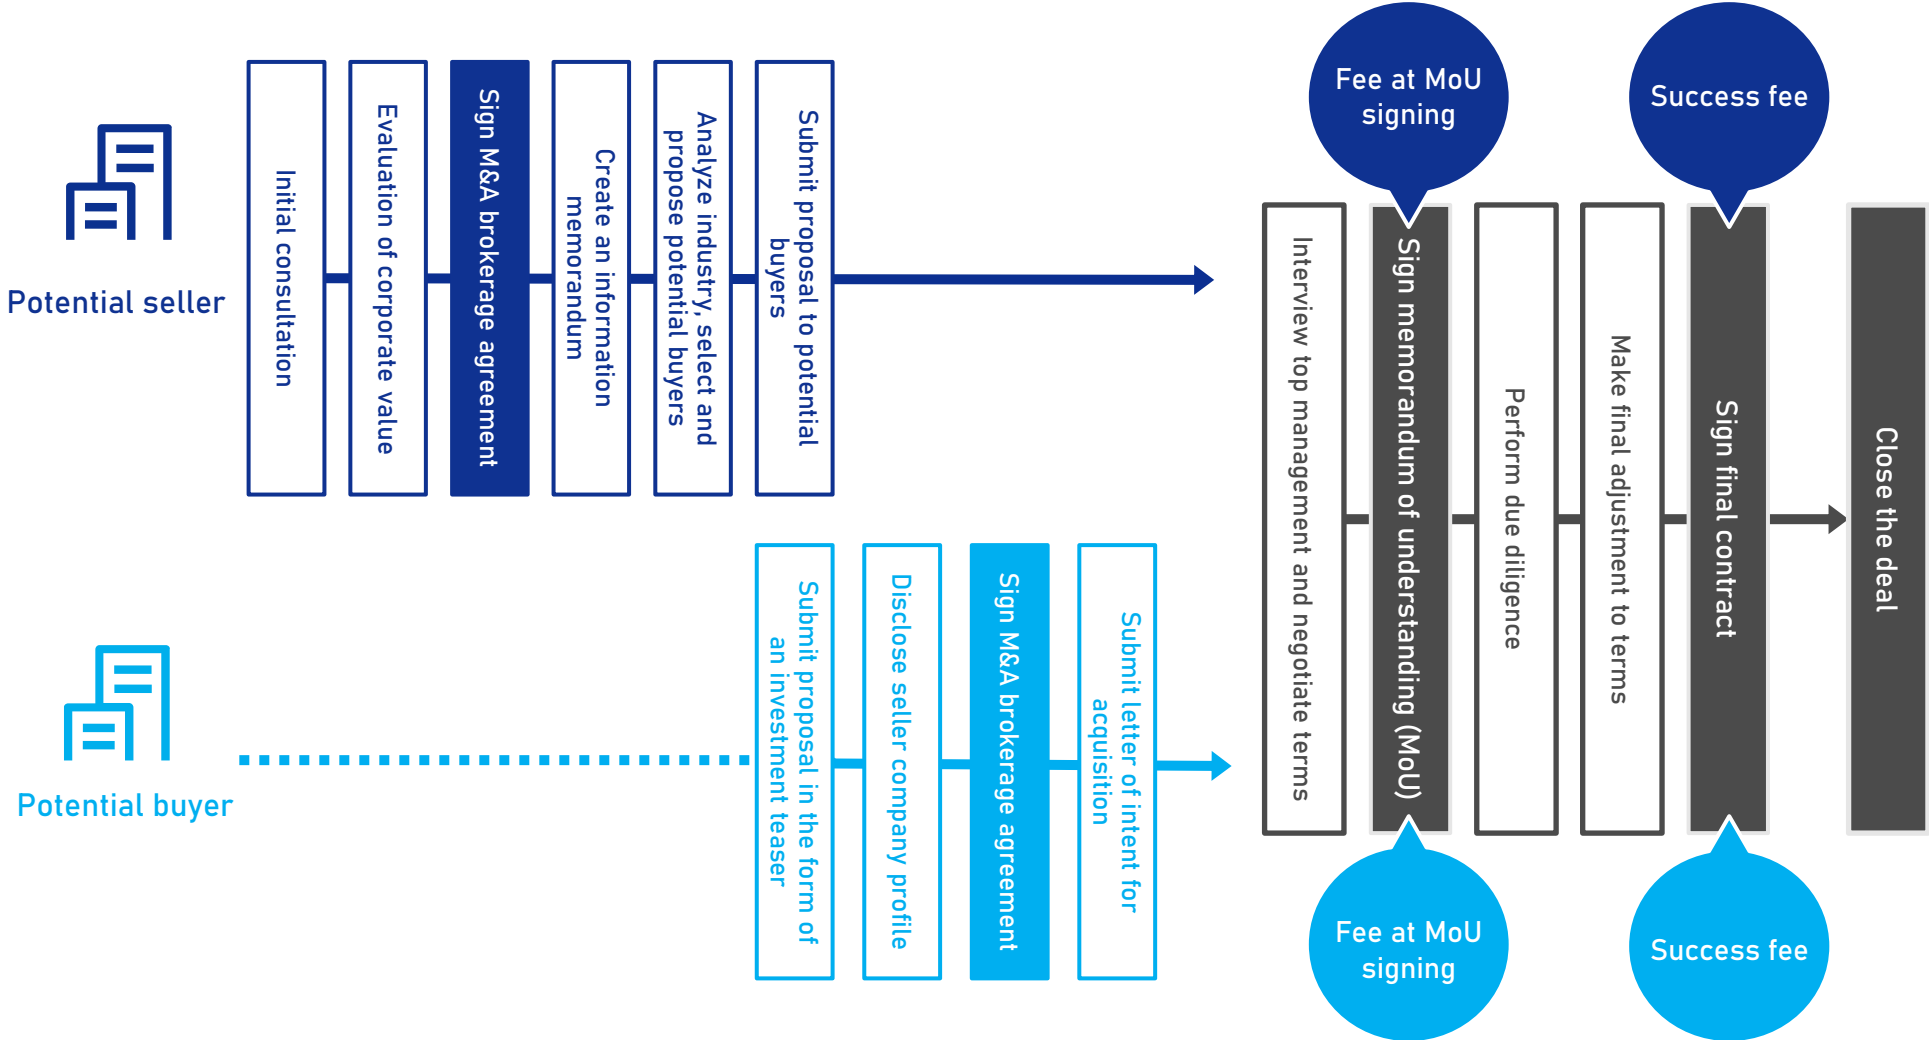 Potential seller
Initial consultation
Evaluation of corporate value
Sign M&A brokerage agreement
Create an information
memorandum
Analyze industry, select and
propose potential buyers
Submit proposal to potential
buyers
Potential buyer
Submit proposal in the form of
an investment teaser
Disclose seller company profile
Sign M&A brokerage agreement
Submit letter of intent for
acquisition
Fee at MoU
signing
Success fee
Interview top management and negotiate terms
Sign memorandum of understanding (MoU)
Perform due diligence
Make final adjustment to terms
Sign final contract
Close the deal
Fee at MoU
signing
Success fee